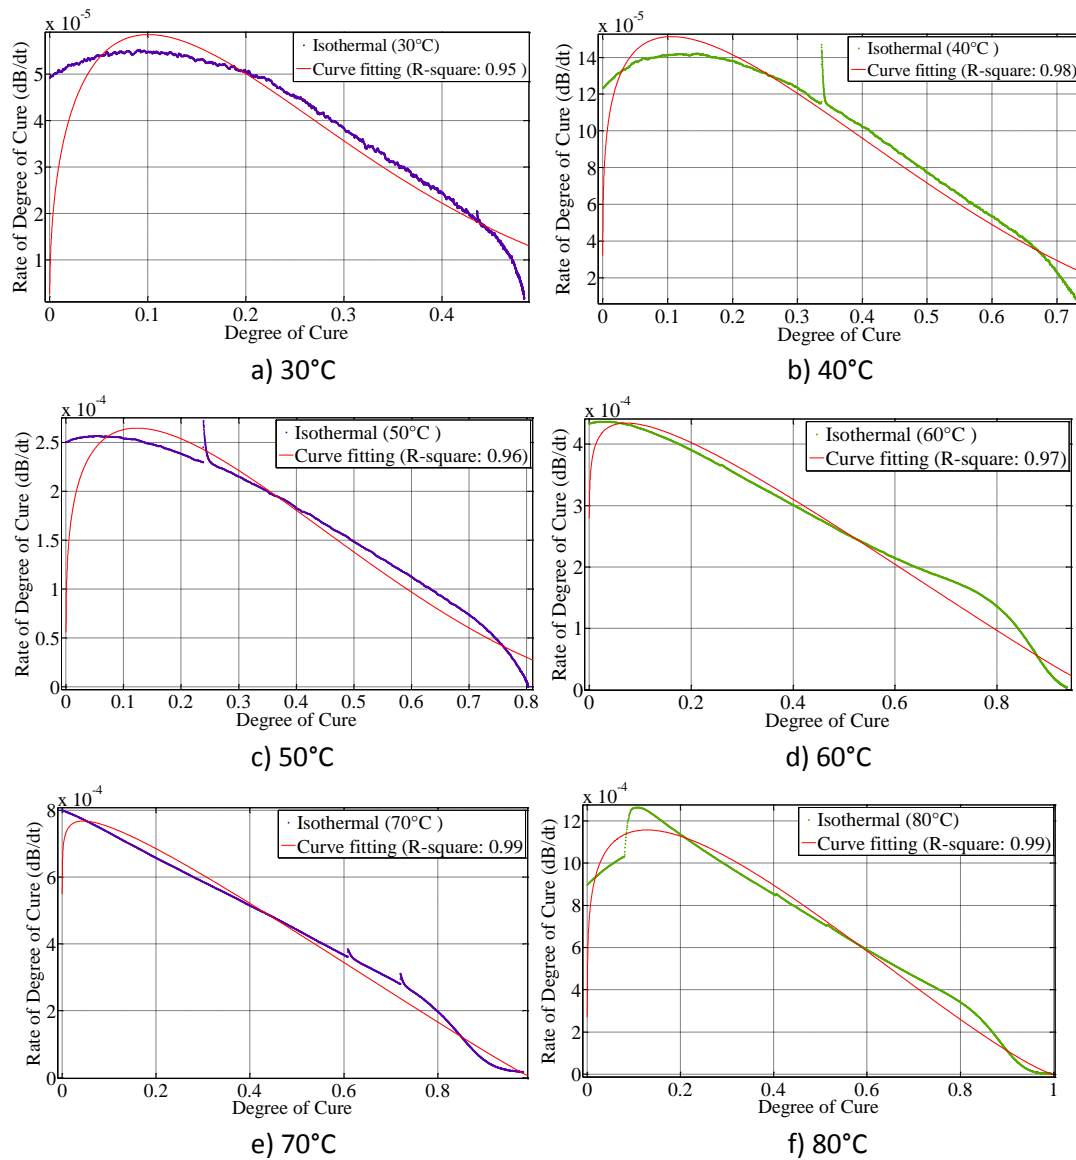 x 10-5
Isothermal (30°C)
Curve fitting (R-square: 0.95 )
5
4
3
2
1
0
0.1
0.2
0.3
0.4
Rate of Degree of Cure (dB/dt)
Degree of Cure
a) 30°C
x 10-5
Isothermal (40°C )
Curve fitting (R-square: 0.98)
14
12
10
8
6
4
2
0
0.1
0.2
0.3
0.4
0.5
0.6
0.7
Rate of Degree of Cure (dB/dt)
Degree of Cure
b) 40°C
x 10-4
Isothermal (50°C )
Curve fitting (R-square: 0.96)
2.5
2
1.5
1
0.5
0
0
0.1
0.2
0.3
0.4
0.5
0.6
0.7
0.8
Rate of Degree of Cure (dB/dt)
Degree of Cure
c) 50°C
x 10-4
Isothermal (60°C )
Curve fitting (R-square: 0.97)
4
3
2
1
0
0
0.2
0.4
0.6
0.8
Rate of Degree of Cure (dB/dt)
Degree of Cure
d) 60°C
x 10-4
Isothermal (70°C )
Curve fitting (R-square: 0.99
8
6
4
2
0
0
0.2
0.4
0.6
0.8
Rate of Degree of Cure (dB/dt)
Degree of Cure
e) 70°C
x 10-4
Isothermal (80°C)
Curve fitting (R-square: 0.99)
12
10
8
6
4
2
0
0
0.2
0.4
0.6
0.8
1
Rate of Degree of Cure (dB/dt)
Degree of Cure
f) 80°C